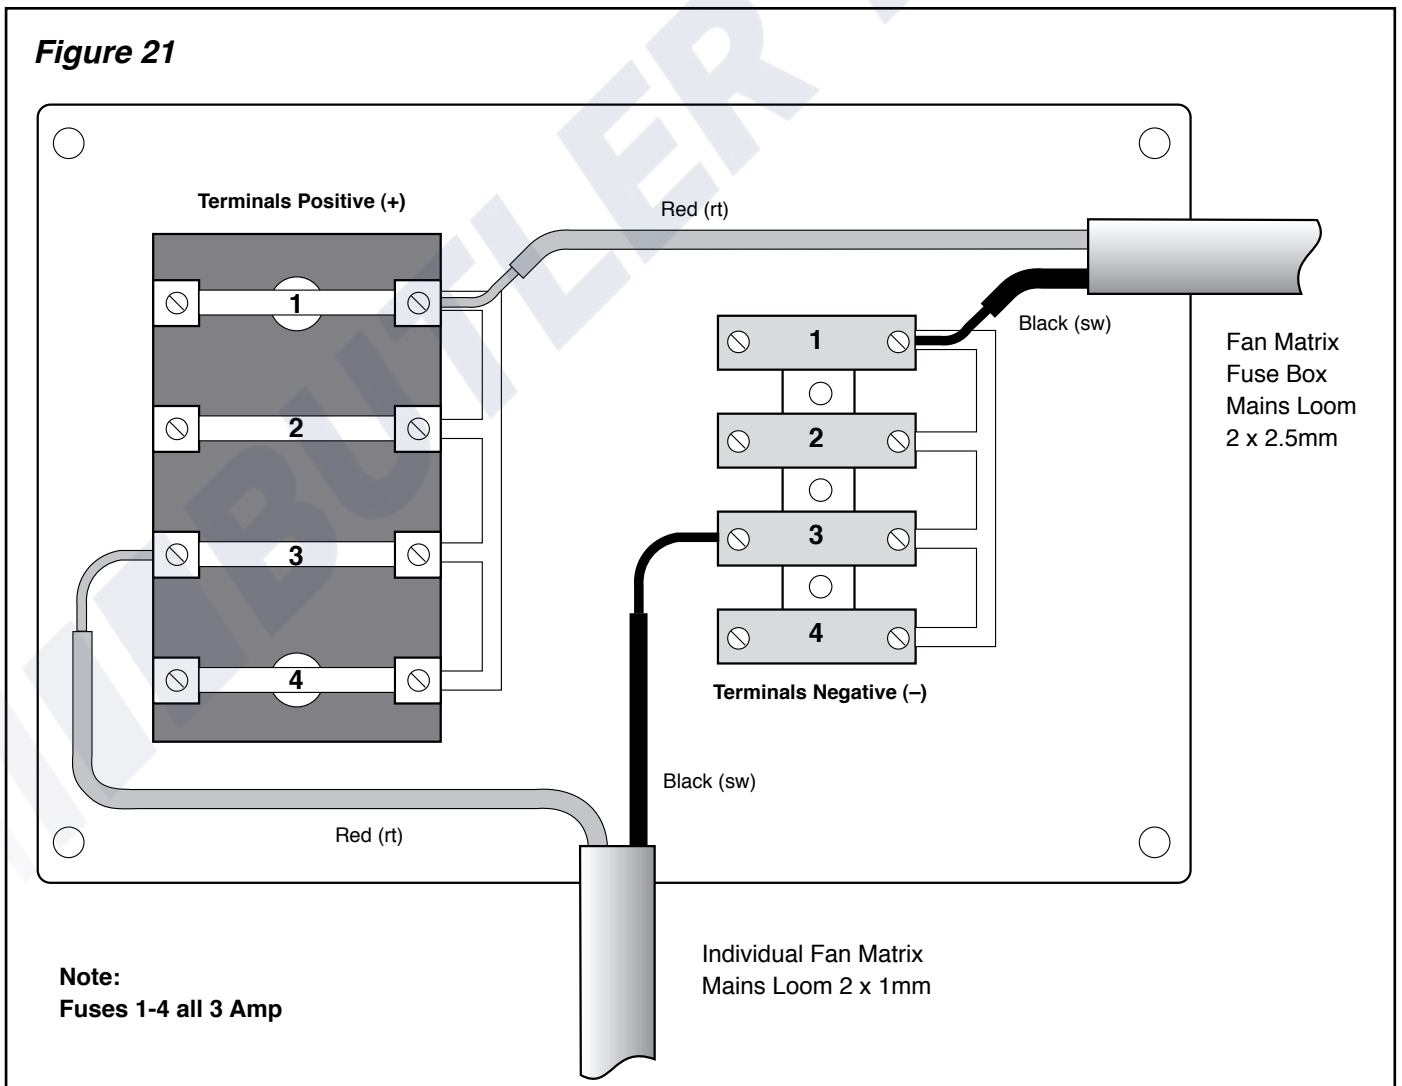 Figure 21
Terminals Positive (+)
Red (rt)
1
2
3
4
1
2
3
4
Black (sw)
Fan Matrix
Fuse Box
Mains Loom
2 x 2.5mm
Terminals Negative (–)
Black (sw)
Red (rt)
Individual Fan Matrix
Mains Loom 2 x 1mm
Note:
Fuses 1-4 all 3 Amp
BUTLER